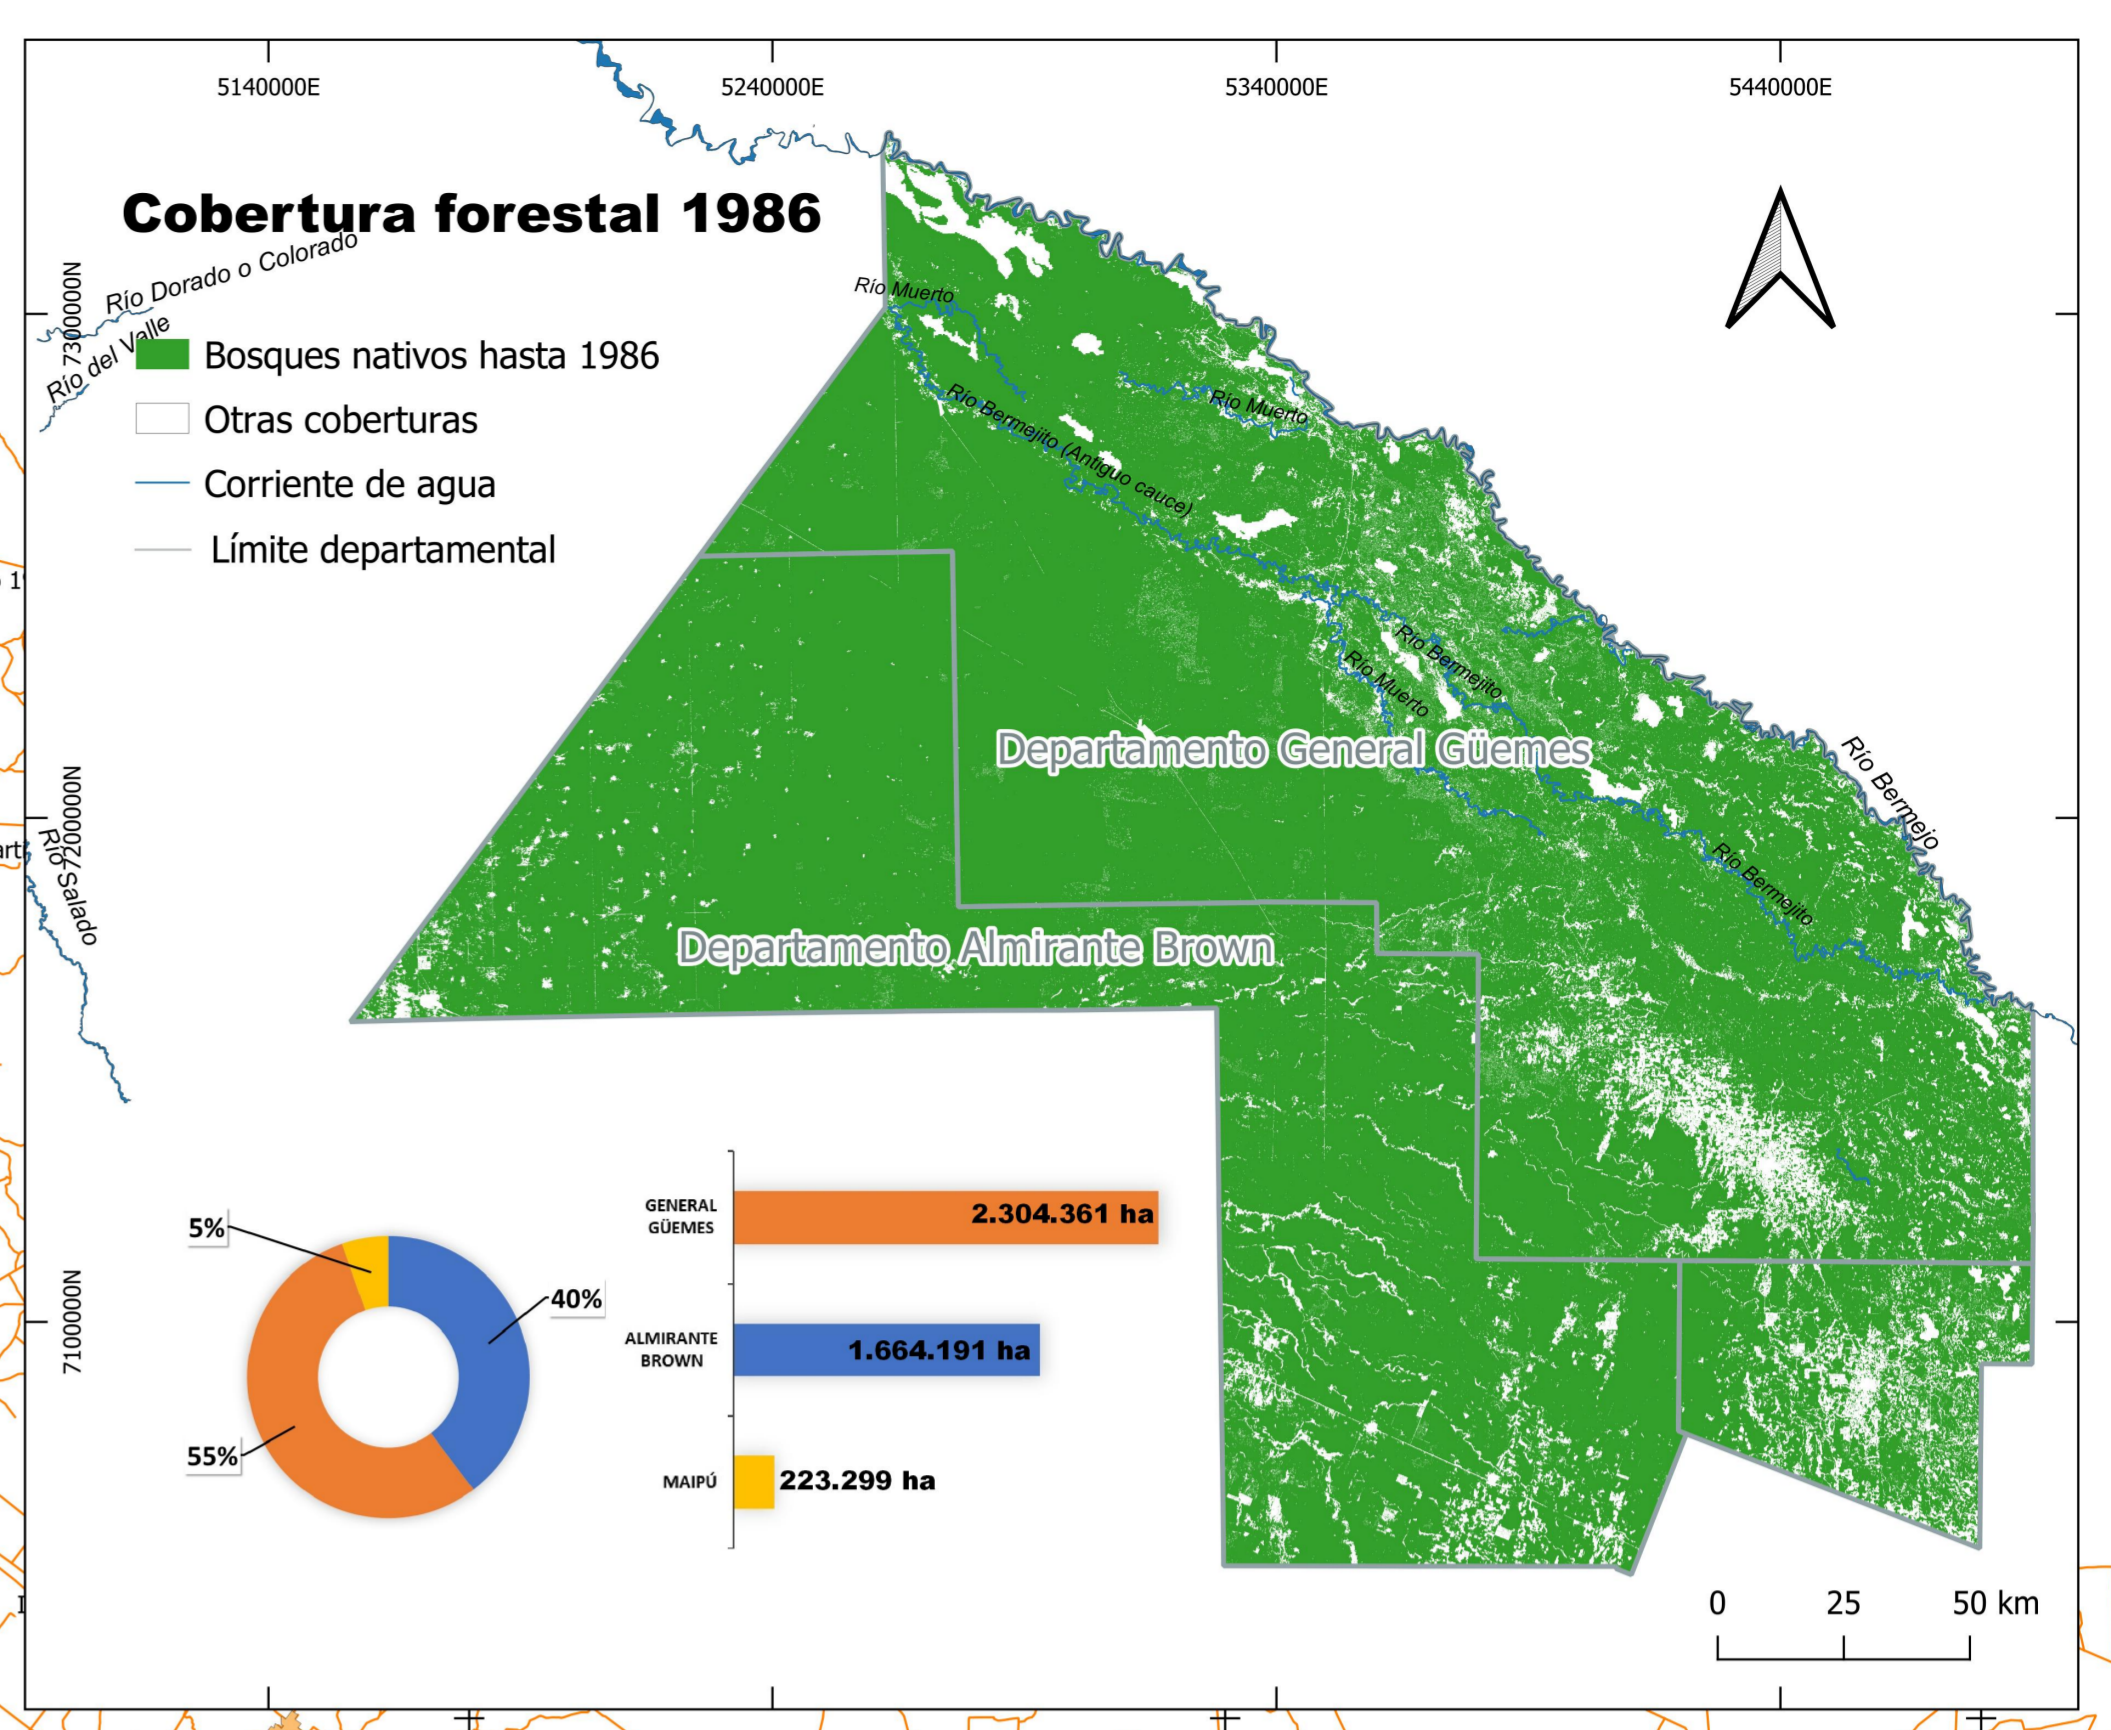 5140000E
5240000E
5340000E
5440000E
Cobertura forestal 1986
Río Dorado o Colorado
7300000N
Río del Valle
Bosques nativos hasta 1986
Otras coberturas
Corriente de agua
Límite departamental
Río Muerto
Río Muerto
Río Bermejito (Antiguo cauce)
Río Bermejito
Río Muerto
Departamento General Güemes
Río Bermejo
7200000N
Río Salado
Río Bermejito
Departamento Almirante Brown
7100000N
5%
40%
55%
GENERAL
GÜEMES
2.304.361 ha
ALMIRANTE
BROWN
1.664.191 ha
MAIPÚ
223.299 ha
0
25
50 km